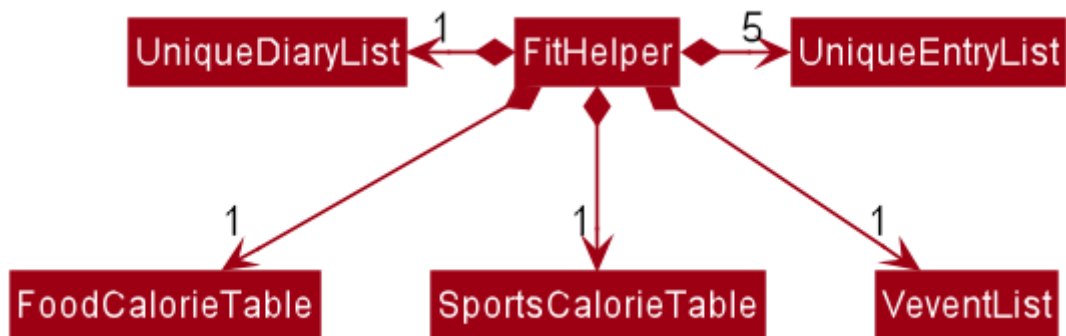 UniqueDiaryList
1
FitHelper
5
UniqueEntryList
1
1
1
FoodCalorieTable
SportsCalorieTable
VeventList